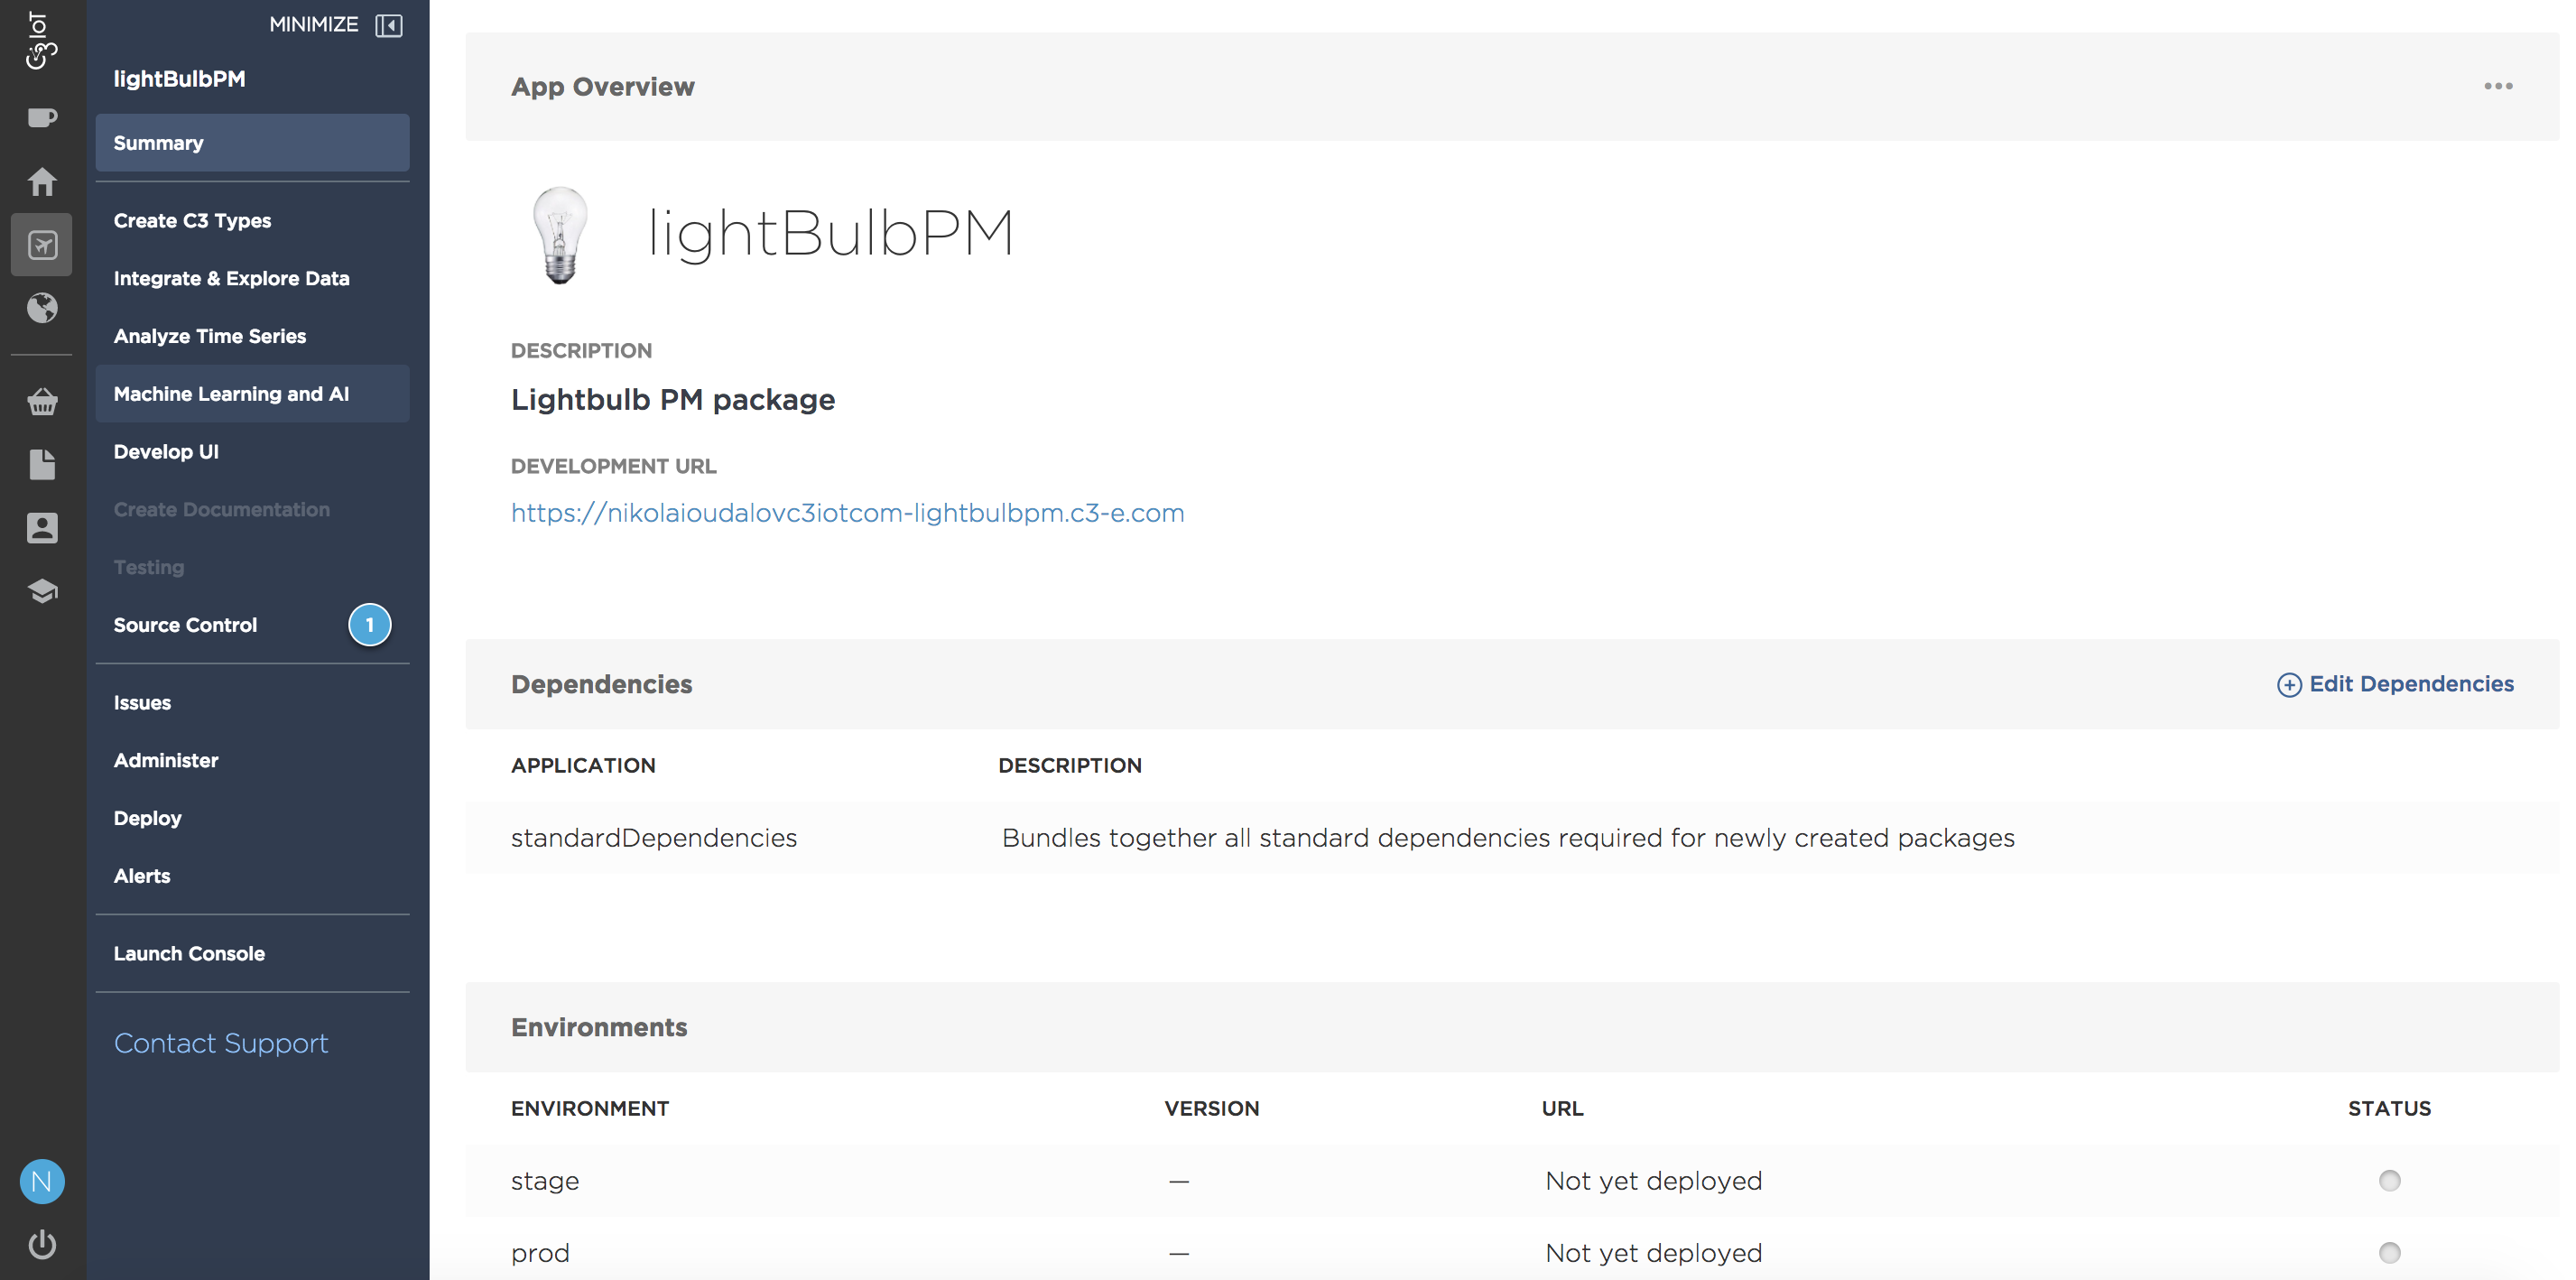 C3 IoT
MINIMIZE
lightBulbPM
Summary
Create C3 Types
Integrate & Explore Data
Analyze Time Series
Machine Learning and AI
Develop UI
Create Documentation
Testing
Source Control 1
Issues
Administer
Deploy
Alerts
Launch Console
Contact Support
N
App Overview
lightBulbPM
DESCRIPTION
Lightbulb PM package
DEVELOPMENT URL
https://nikolaioudalovc3iotcom-lightbulbpm.c3-e.com
Dependencies Edit Dependencies
APPLICATION DESCRIPTION
standardDependencies Bundles together all standard dependencies required for newly created packages
Environments
ENVIRONMENT VERSION URL STATUS
stage — Not yet deployed
prod — Not yet deployed